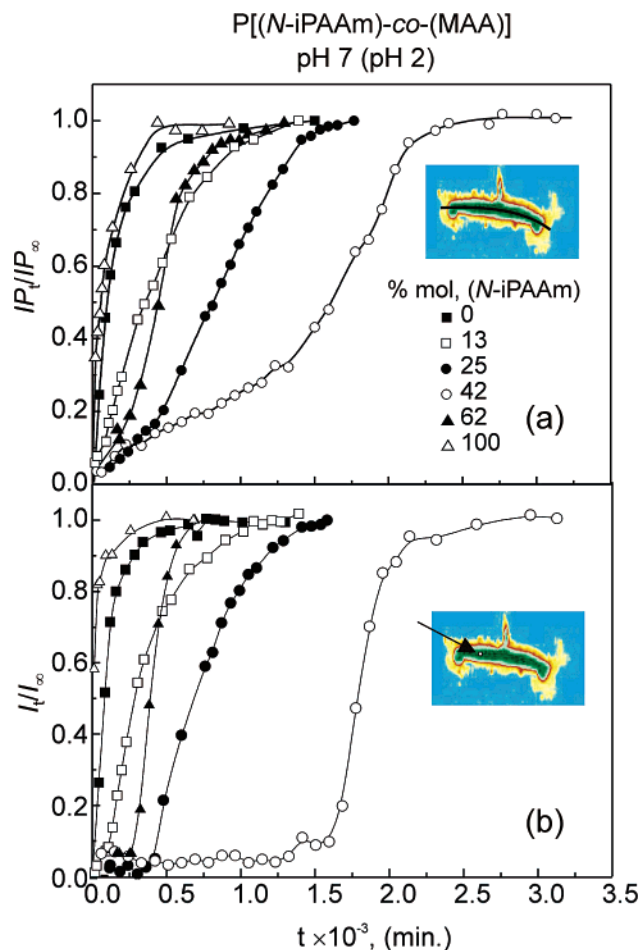 P[(N-iPAAm)-co-(MAA)]
pH 7 (pH 2)
1.0
0.8
0.6
0.4
0.2
0.0
IPₜ/IP∞
% mol, (N-iPAAm)
0
13
25
42
62
100
(a)
1.0
0.8
0.6
0.4
0.2
0.0
Iₜ/I∞
(b)
0.0 0.5 1.0 1.5 2.0 2.5 3.0 3.5
t ×10⁻³, (min.)